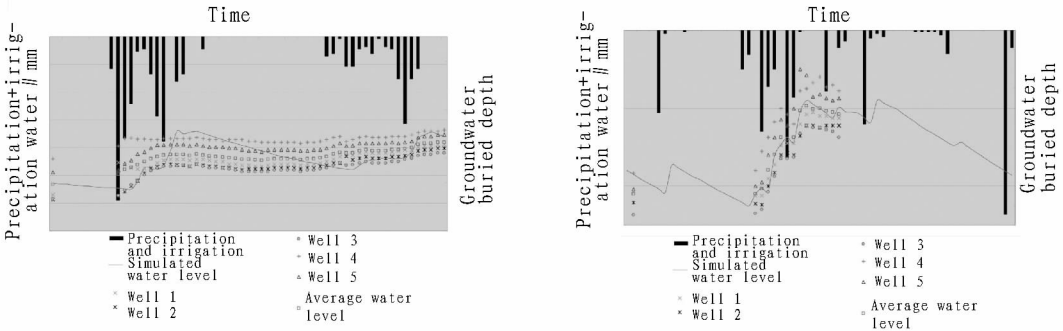 Time
Precipitation+irrig-
ation water∥mm
Groundwater
buried depth
Precipitation
and irrigation
Simulated
water level
Well 1
Well 2
Well 3
Well 4
Well 5
Average water
level
Time
Precipitation+irrig-
ation water∥mm
Groundwater
buried depth
Precipitation
and irrigation
Simulated
water level
Well 1
Well 2
Well 3
Well 4
Well 5
Average water
level